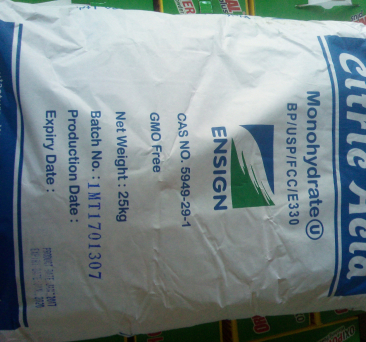 Citric Acid
Monohydrate Ⓤ
BP/USP/FCC/E330
ENSIGN
CAS NO. 5949-29-1
GMO Free
Net Weight : 25kg
Batch No. : 1MT1701307
Production Date :
Expiry Date :